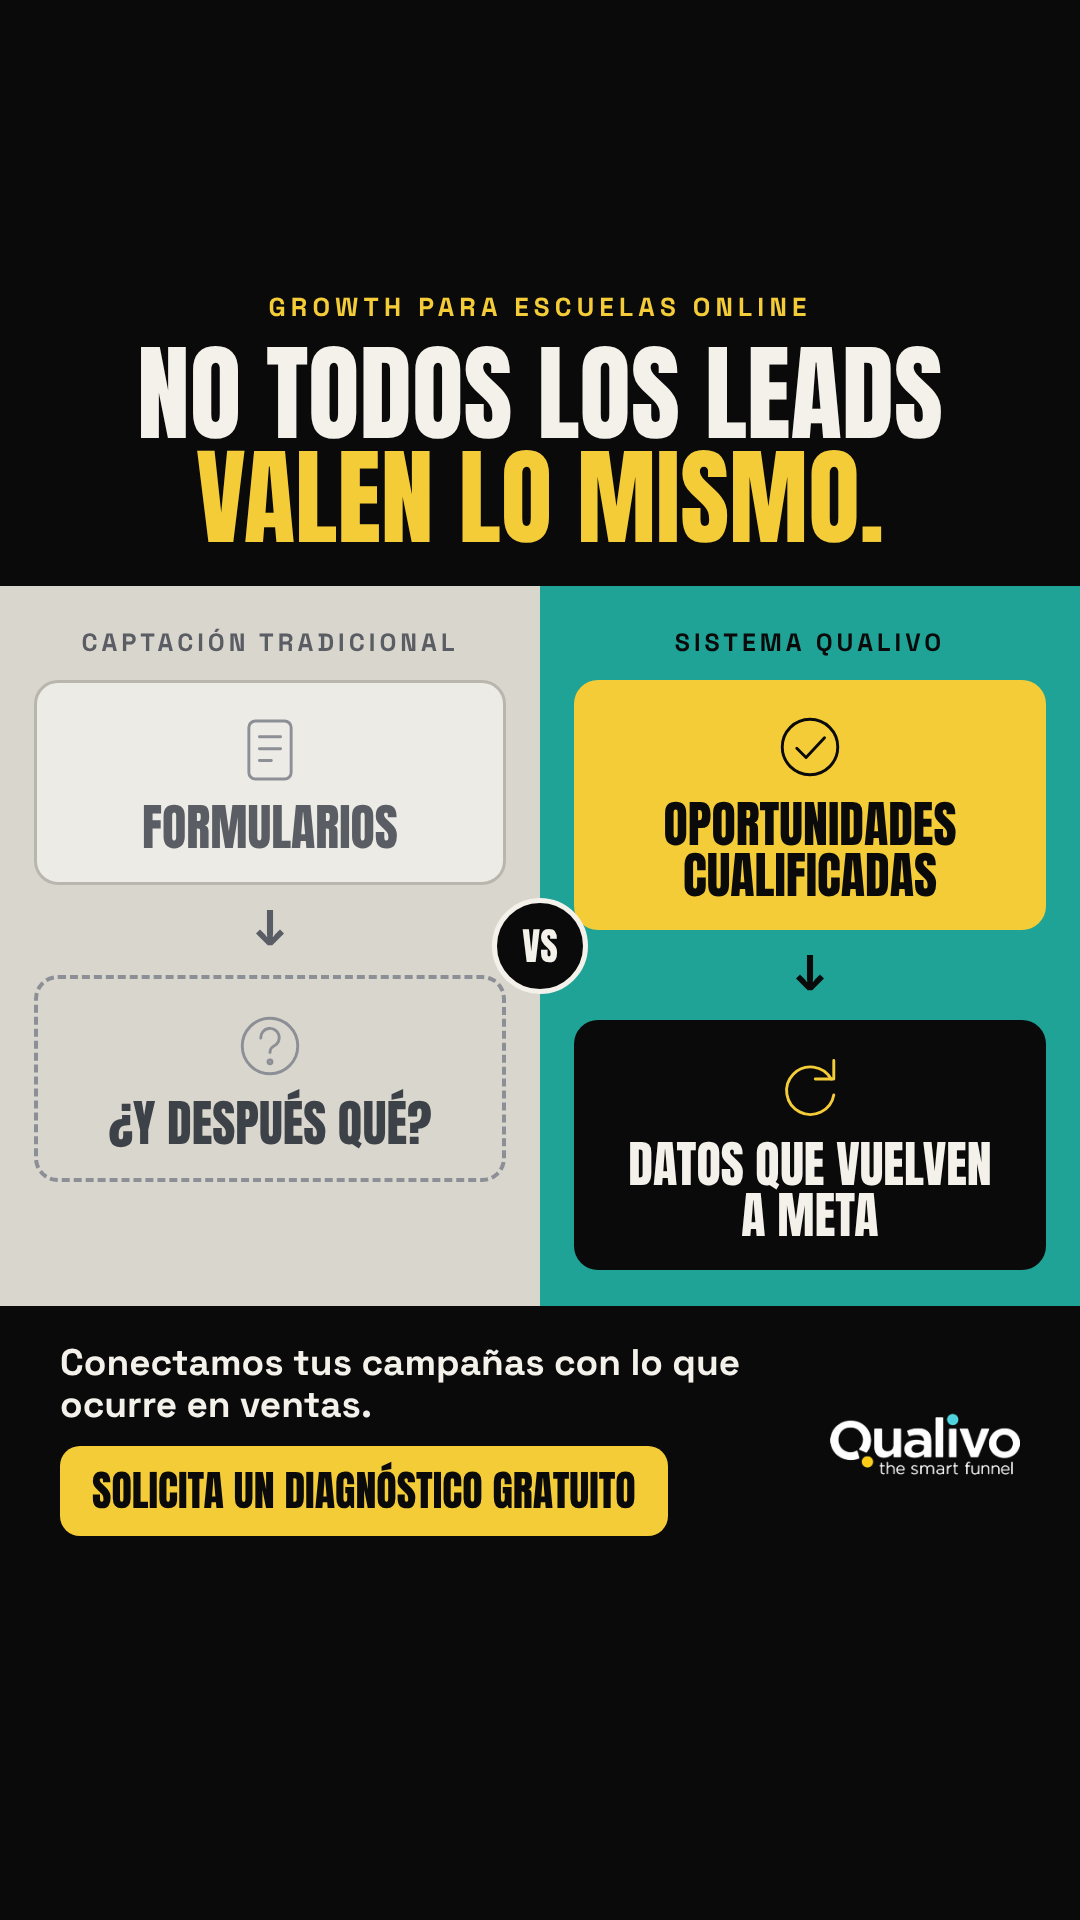 GROWTH PARA ESCUELAS ONLINE
NO TODOS LOS LEADS
VALEN LO MISMO.
CAPTACIÓN TRADICIONAL
FORMULARIOS
¿Y DESPUÉS QUÉ?
VS
SISTEMA QUALIVO
OPORTUNIDADES
CUALIFICADAS
DATOS QUE VUELVEN
A META
Conectamos tus campañas con lo que
ocurre en ventas.
SOLICITA UN DIAGNÓSTICO GRATUITO
Qualivo
the smart funnel